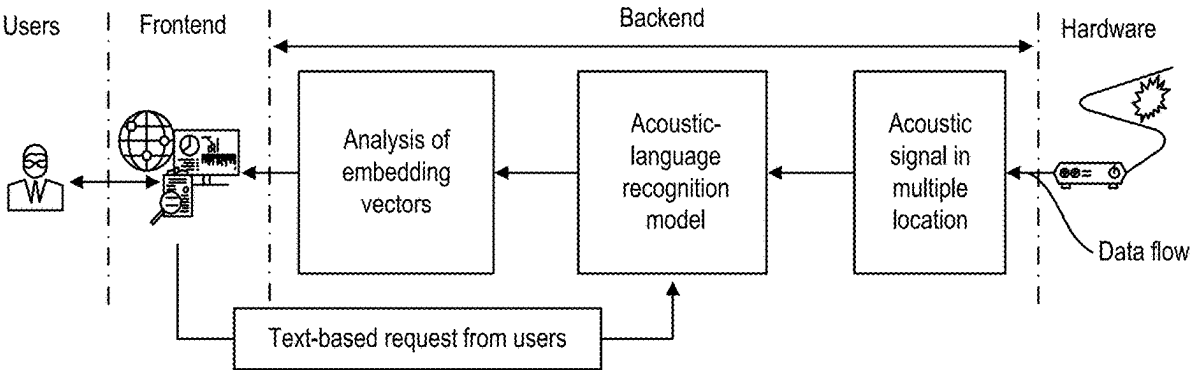 Users
Frontend
Backend
Hardware
Analysis of
embedding
vectors
Acoustic-
language
recognition
model
Acoustic
signal in
multiple
location
Data flow
Text-based request from users